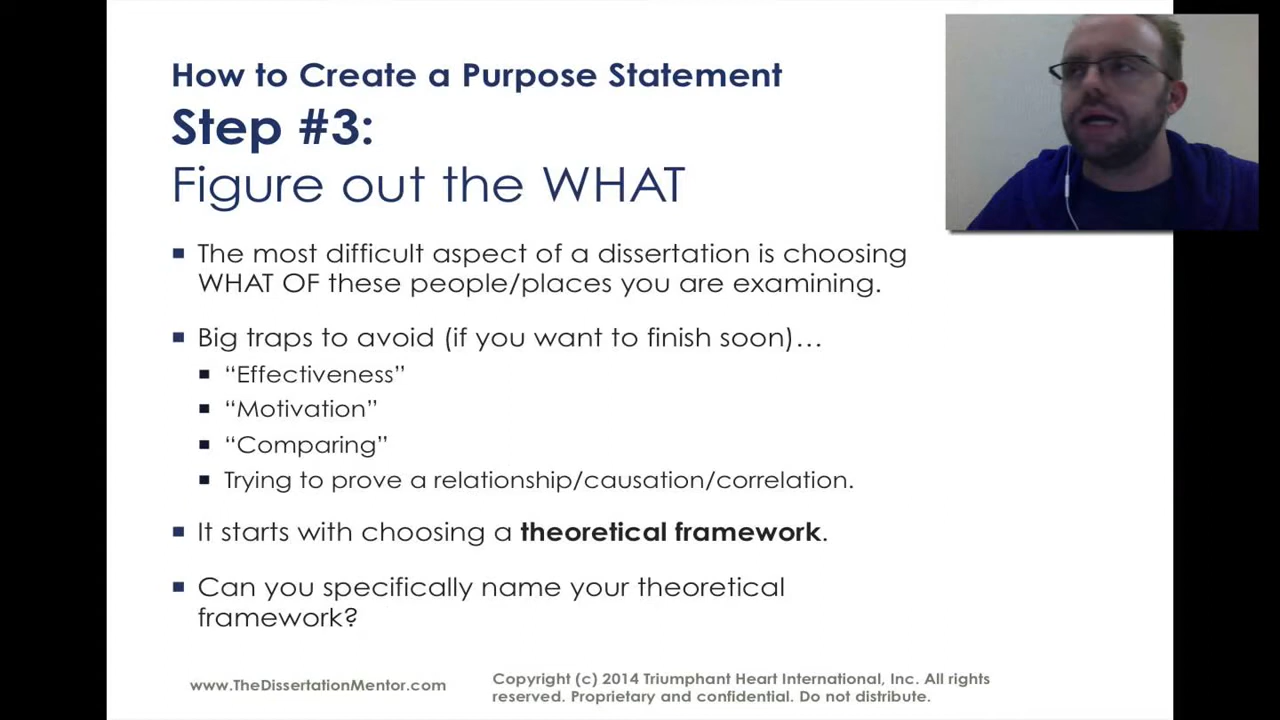 How to Create a Purpose Statement
Step #3:
Figure out the WHAT
▪ The most difficult aspect of a dissertation is choosing
WHAT OF these people/places you are examining.
▪ Big traps to avoid (if you want to finish soon)…
▪ “Effectiveness”
▪ “Motivation”
▪ “Comparing”
▪ Trying to prove a relationship/causation/correlation.
▪ It starts with choosing a theoretical framework.
▪ Can you specifically name your theoretical
framework?
www.TheDissertationMentor.com
Copyright (c) 2014 Triumphant Heart International, Inc. All rights
reserved. Proprietary and confidential. Do not distribute.